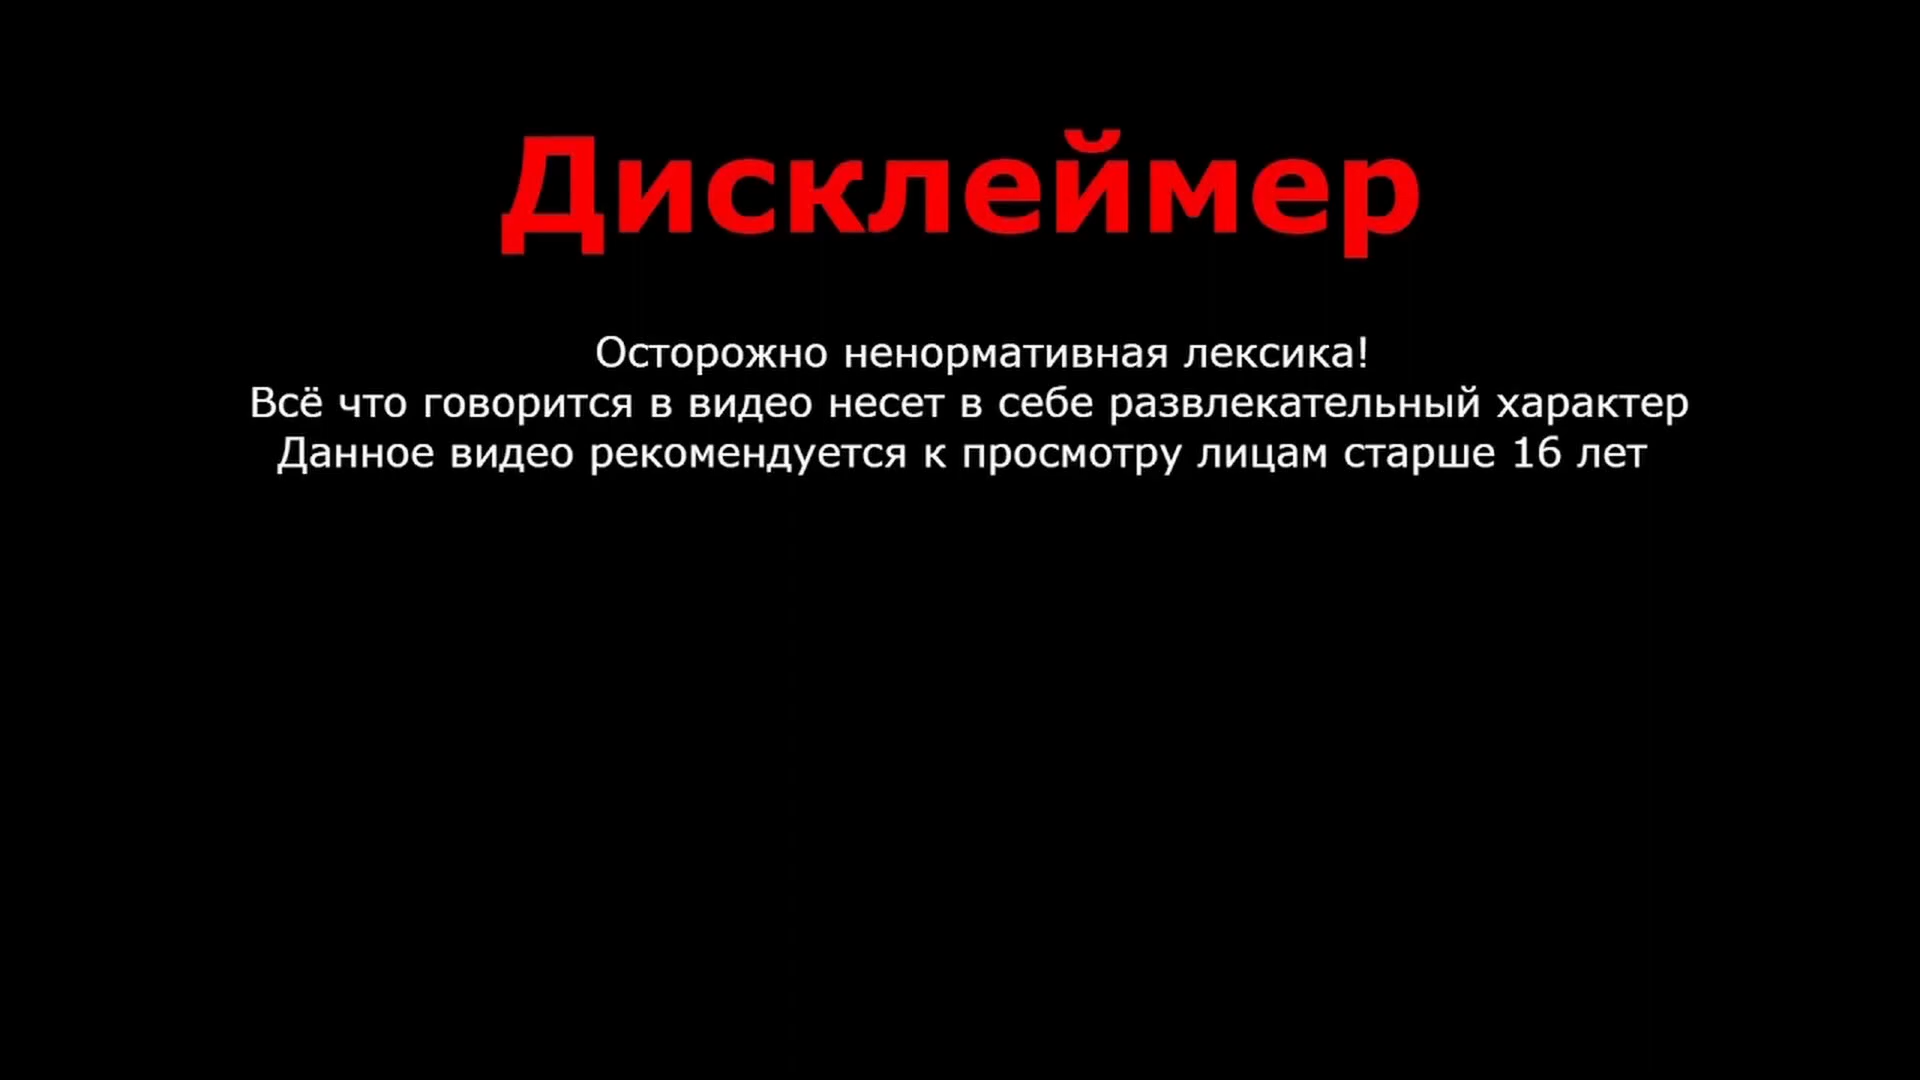 Дисклеймер
Осторожно ненормативная лексика!
Всё что говорится в видео несет в себе развлекательный характер
Данное видео рекомендуется к просмотру лицам старше 16 лет